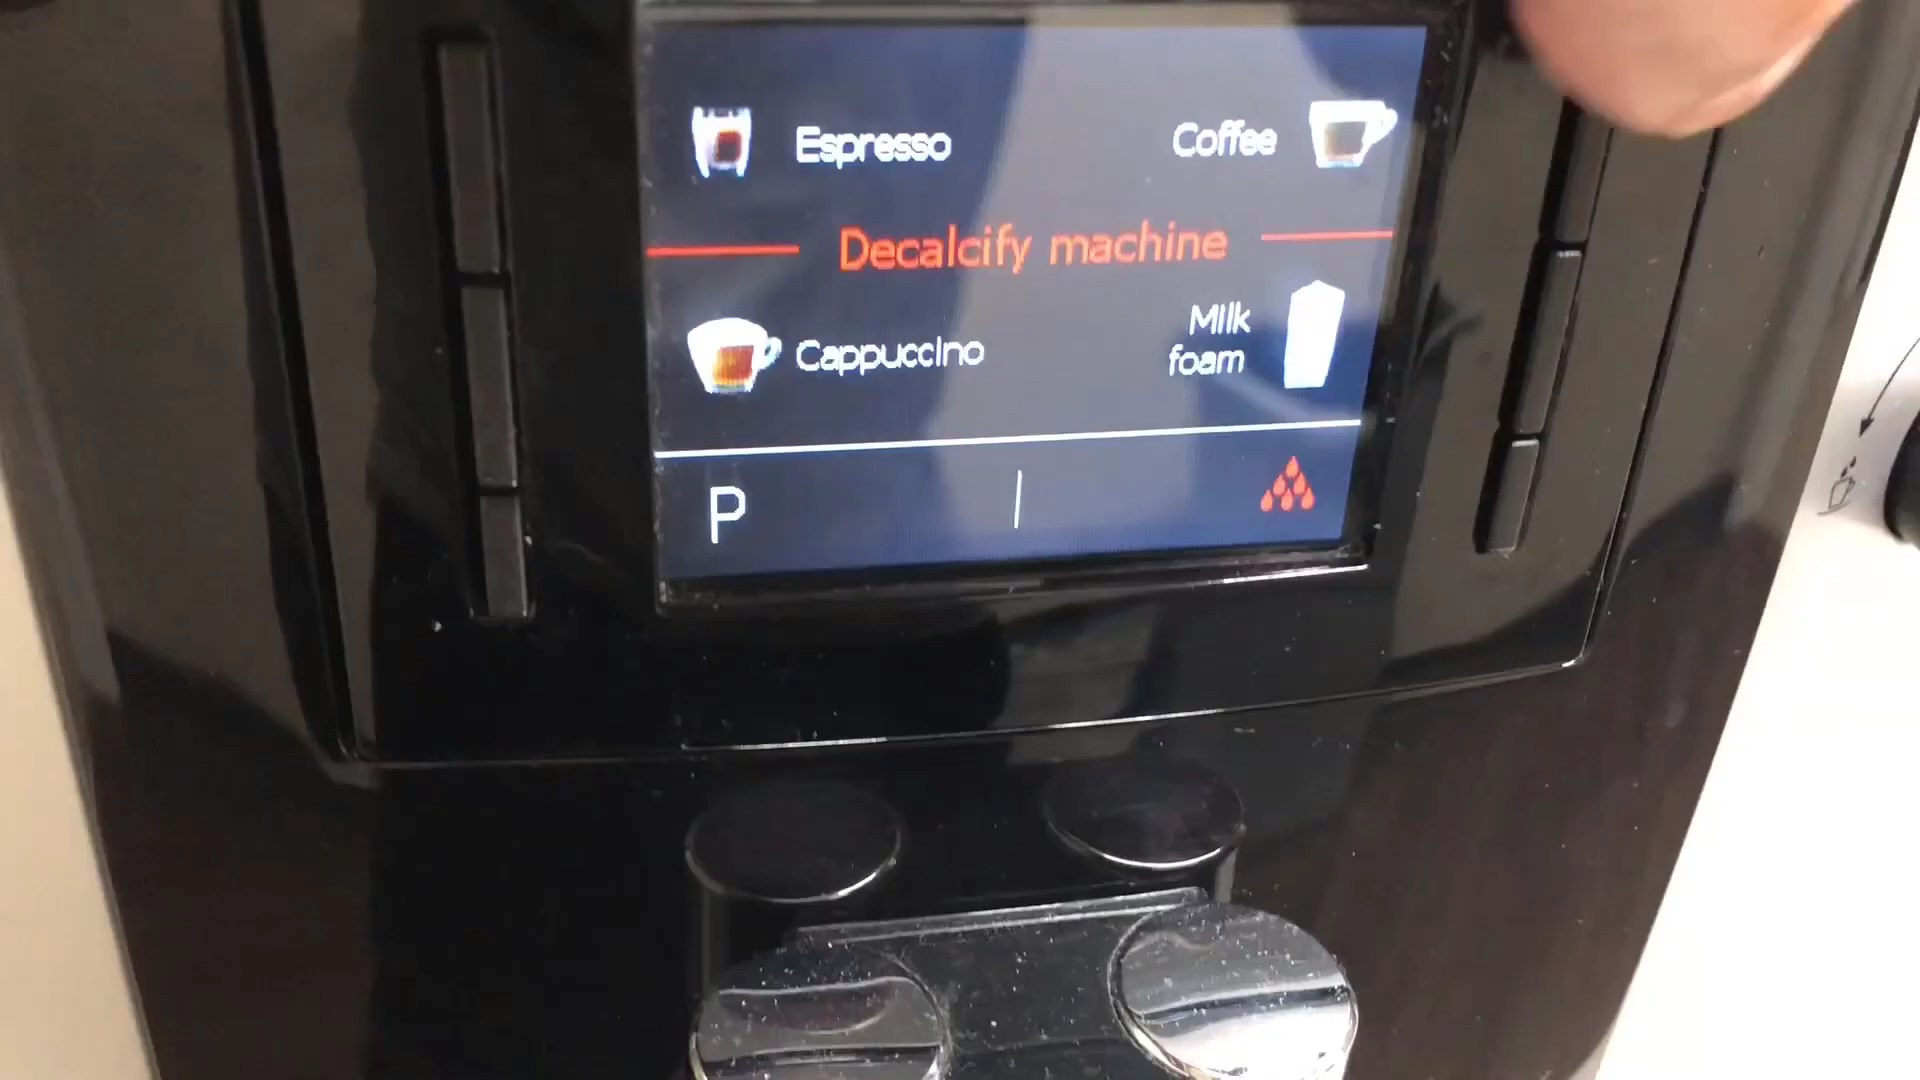 Espresso
Coffee
Decalcify machine
Cappuccino
Milk
foam
P